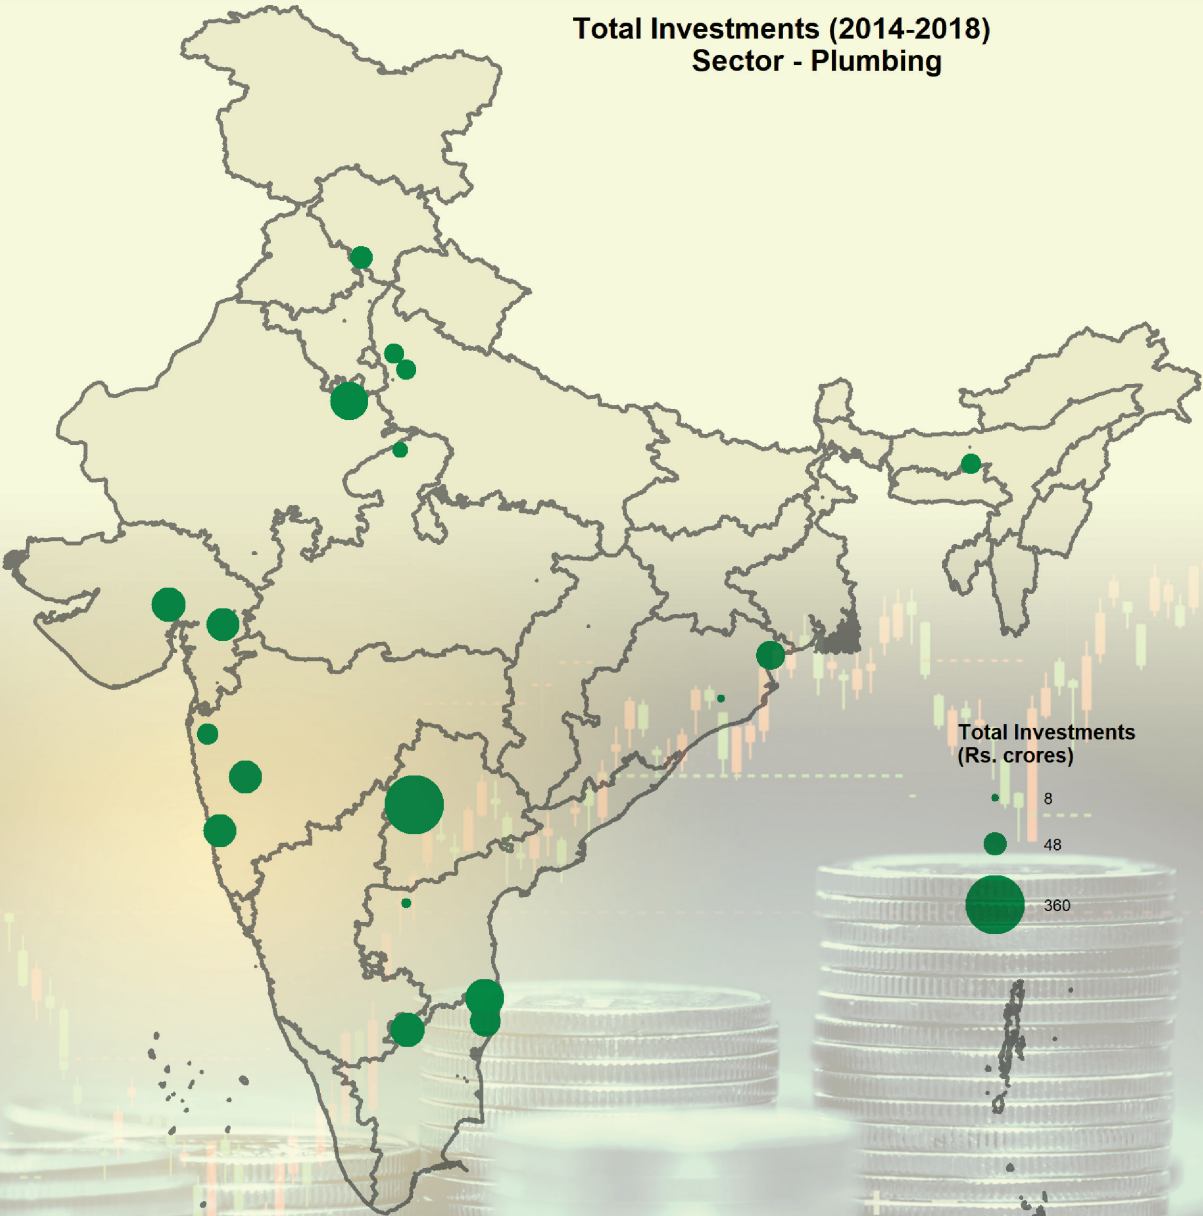 Total Investments (2014-2018)
Sector - Plumbing
Total Investments
(Rs. crores)
8
48
360